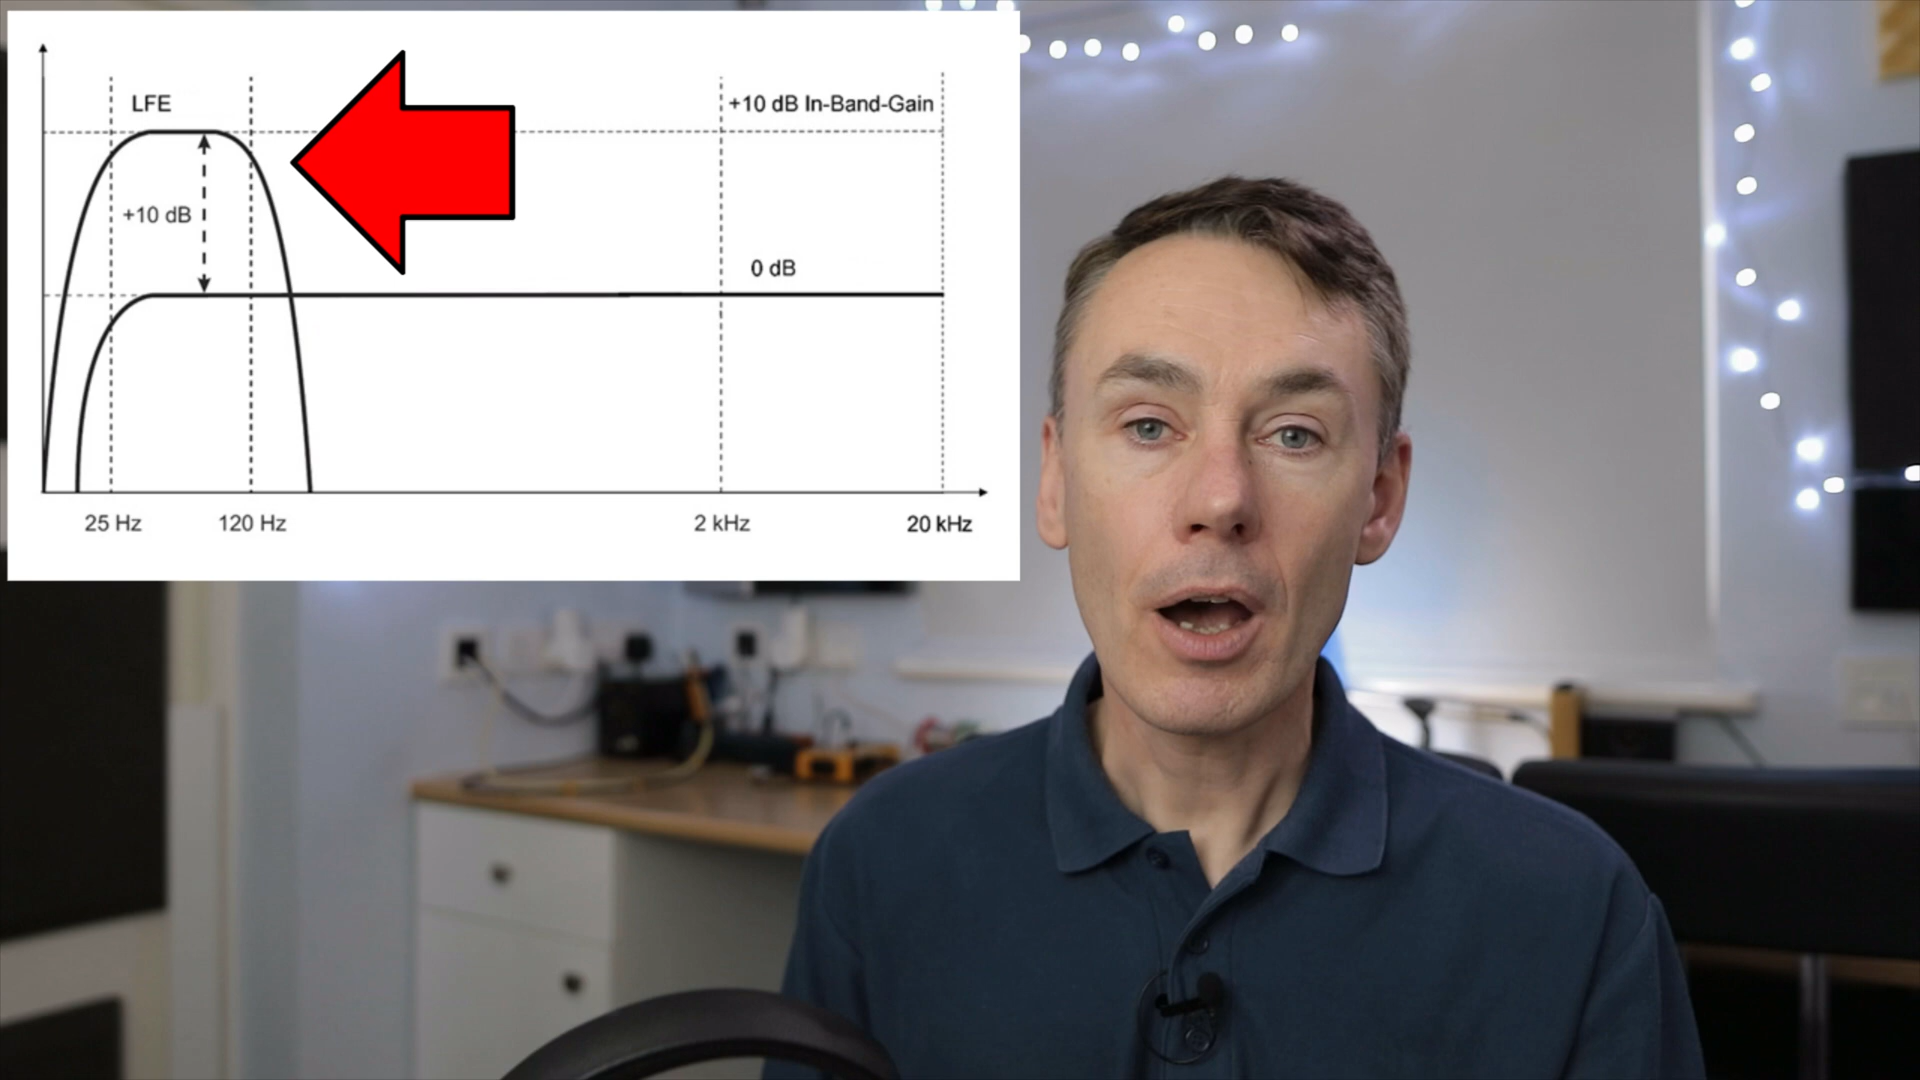 LFE
+10 dB In-Band-Gain
+10 dB
0 dB
25 Hz
120 Hz
2 kHz
20 kHz